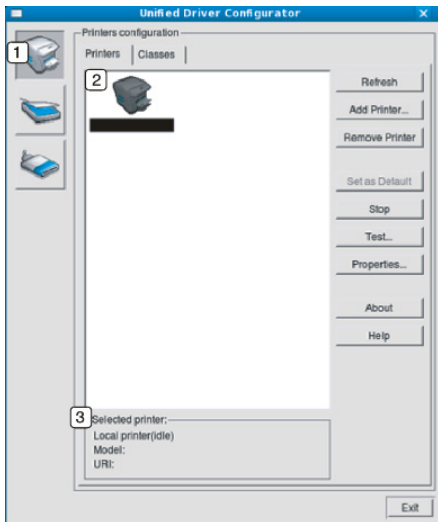 Unified Driver Configurator
1
Printers configuration
Printers
Classes
2
Refresh
Add Printer...
Remove Printer
Set as Default
Stop
Test...
Properties...
About
Help
3
Selected printer:
Local printer(idle)
Model:
URI:
Exit